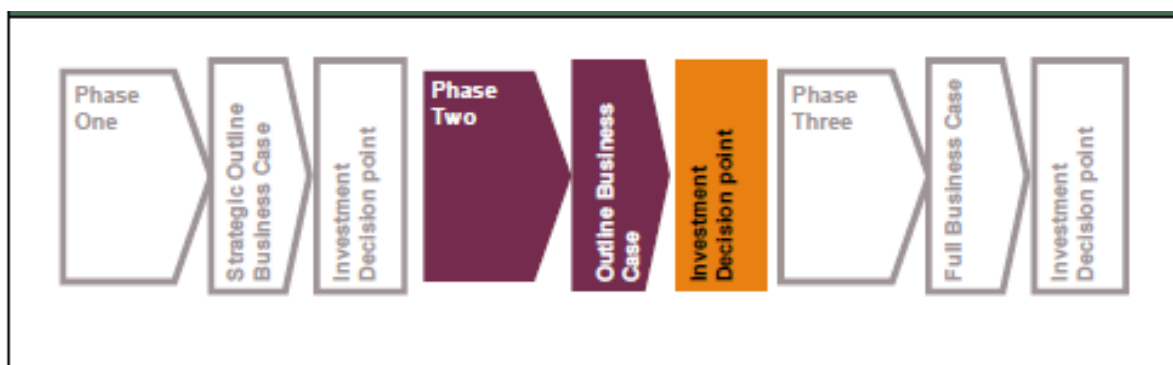 Phase
One
Strategic Outline
Business Case
Investment
Decision point
Phase
Two
Outline Business
Case
Investment
Decision point
Phase
Three
Full Business Case
Investment
Decision point